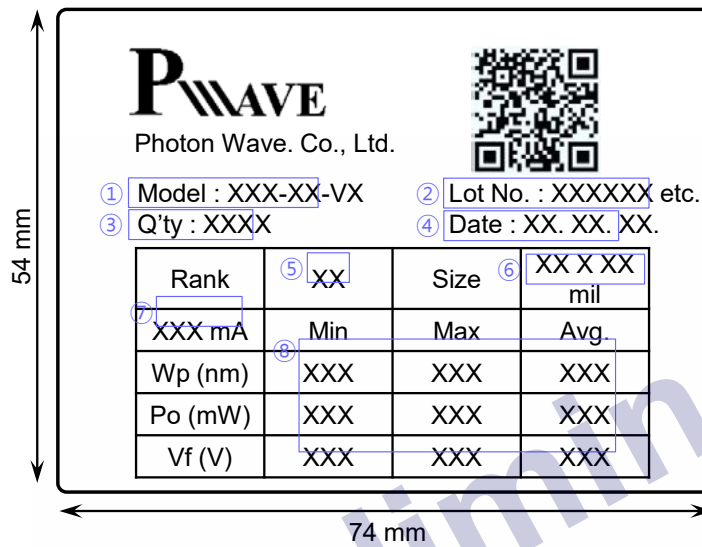 PWAVE
Photon Wave. Co., Ltd.
① Model : XXX-XX-VX ② Lot No. : XXXXXX etc.
③ Q'ty : XXXX ④ Date : XX. XX. XX.
Rank ⑤ XX Size ⑥ XX X XX mil
⑦ XXX mA Min Max Avg.
⑧
Wp (nm) XXX XXX XXX
Po (mW) XXX XXX XXX
Vf (V) XXX XXX XXX
54 mm
74 mm
limin